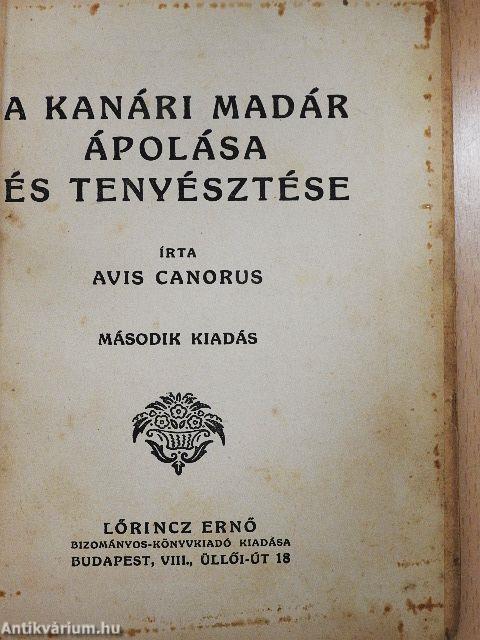 A KANÁRI MADÁR
ÁPOLÁSA
ÉS TENYÉSZTÉSE
ÍRTA
AVIS CANORUS
MÁSODIK KIADÁS
LŐRINCZ ERNŐ
BIZOMÁNYOS-KÖNYVKIADÓ KIADÁSA
BUDAPEST, VIII., ÜLLŐI-ÚT 18
Antikvárium.hu